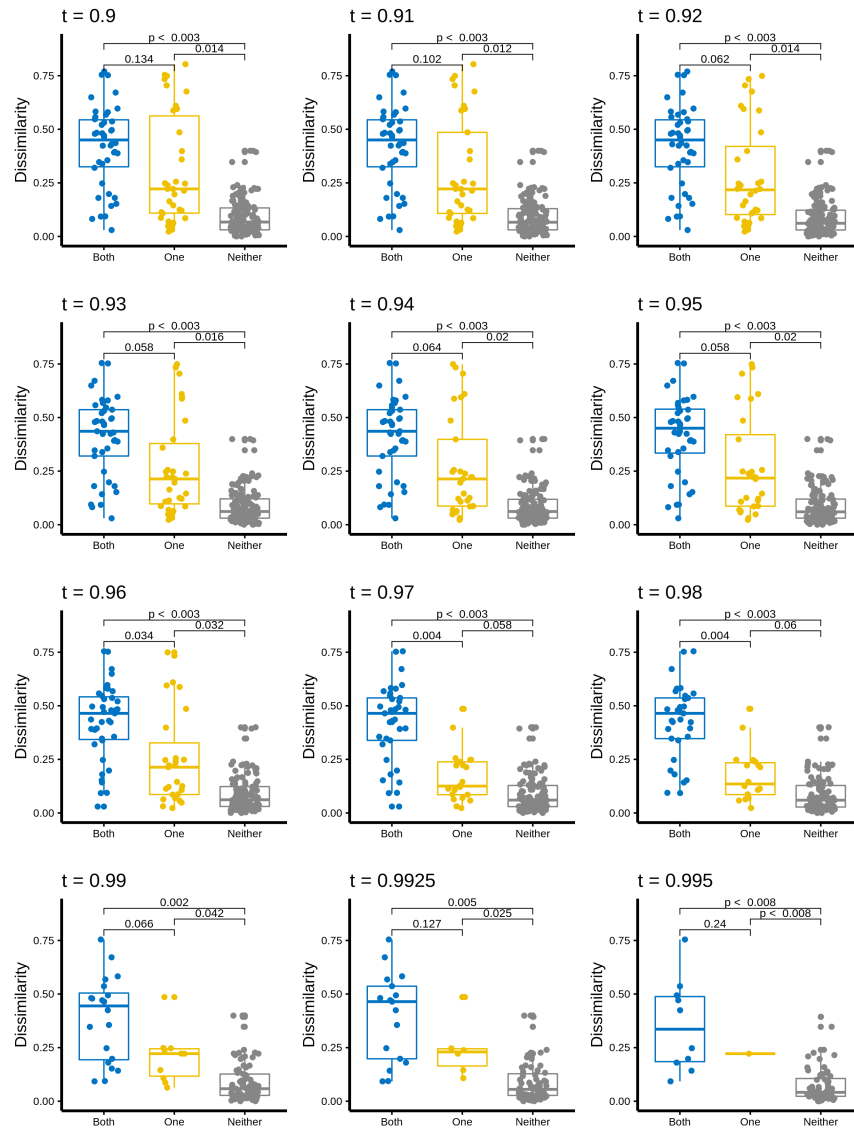 t = 0.9
p < 0.003
0.014
0.134
0.75
0.50
0.25
0.00
Dissimilarity
Both One Neither
t = 0.91
p < 0.003
0.012
0.102
0.75
0.50
0.25
0.00
Dissimilarity
Both One Neither
t = 0.92
p < 0.003
0.014
0.062
0.75
0.50
0.25
0.00
Dissimilarity
Both One Neither
t = 0.93
p < 0.003
0.016
0.058
0.75
0.50
0.25
0.00
Dissimilarity
Both One Neither
t = 0.94
p < 0.003
0.02
0.064
0.75
0.50
0.25
0.00
Dissimilarity
Both One Neither
t = 0.95
p < 0.003
0.02
0.058
0.75
0.50
0.25
0.00
Dissimilarity
Both One Neither
t = 0.96
p < 0.003
0.032
0.034
0.75
0.50
0.25
0.00
Dissimilarity
Both One Neither
t = 0.97
p < 0.003
0.058
0.004
0.75
0.50
0.25
0.00
Dissimilarity
Both One Neither
t = 0.98
p < 0.003
0.06
0.004
0.75
0.50
0.25
0.00
Dissimilarity
Both One Neither
t = 0.99
0.002
0.042
0.066
0.75
0.50
0.25
0.00
Dissimilarity
Both One Neither
t = 0.9925
0.005
0.025
0.127
0.75
0.50
0.25
0.00
Dissimilarity
Both One Neither
t = 0.995
p < 0.008
p < 0.008
0.24
0.75
0.50
0.25
0.00
Dissimilarity
Both One Neither